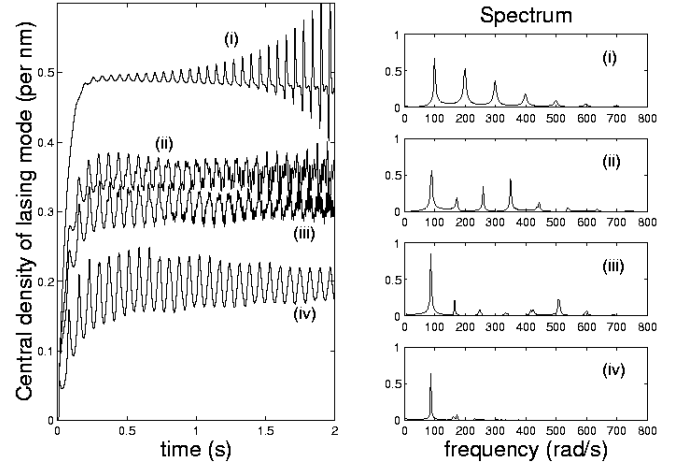 Central density of lasing mode (per nm)
0.5
0.4
0.3
0.2
0.1
0
(i)
(ii)
(iii)
(iv)
0 0.5 1 1.5 2
time (s)
Spectrum
1
0.5
0
(i)
0 100 200 300 400 500 600 700 800
1
0.5
0
(ii)
0 100 200 300 400 500 600 700 800
1
0.5
0
(iii)
0 100 200 300 400 500 600 700 800
1
0.5
0
(iv)
0 100 200 300 400 500 600 700 800
frequency (rad/s)